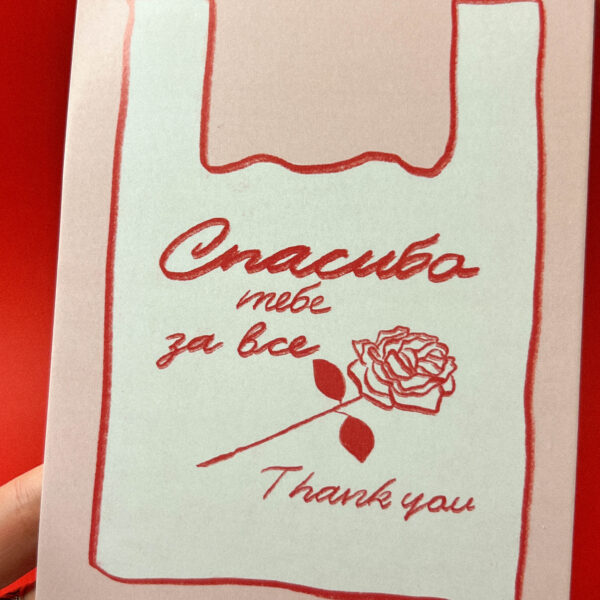 Спасибо
тебе
за все
Thank you